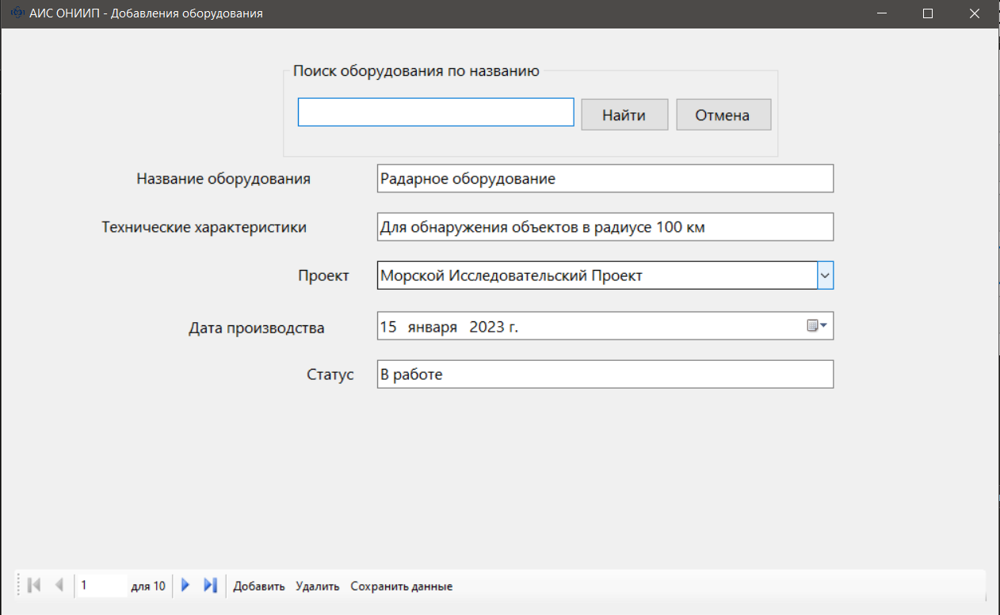 АИС ОНИИП - Добавления оборудования
Поиск оборудования по названию
Найти Отмена
Название оборудования Радарное оборудование
Технические характеристики Для обнаружения объектов в радиусе 100 км
Проект Морской Исследовательский Проект
Дата производства 15 января 2023 г.
Статус В работе
1 для 10 Добавить Удалить Сохранить данные